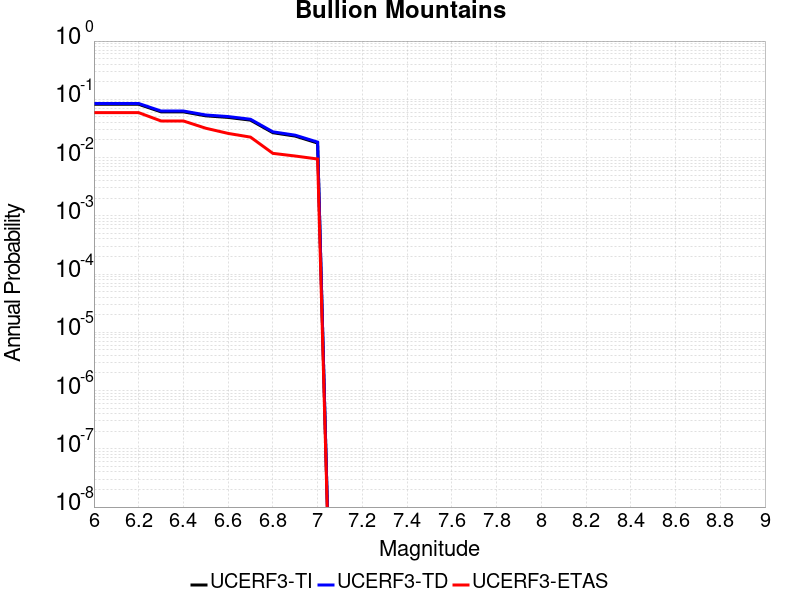 Bullion Mountains
10^0
10^-1
10^-2
10^-3
10^-4
10^-5
10^-6
10^-7
10^-8
Annual Probability
6 6.2 6.4 6.6 6.8 7 7.2 7.4 7.6 7.8 8 8.2 8.4 8.6 8.8 9
Magnitude
UCERF3-TI UCERF3-TD UCERF3-ETAS